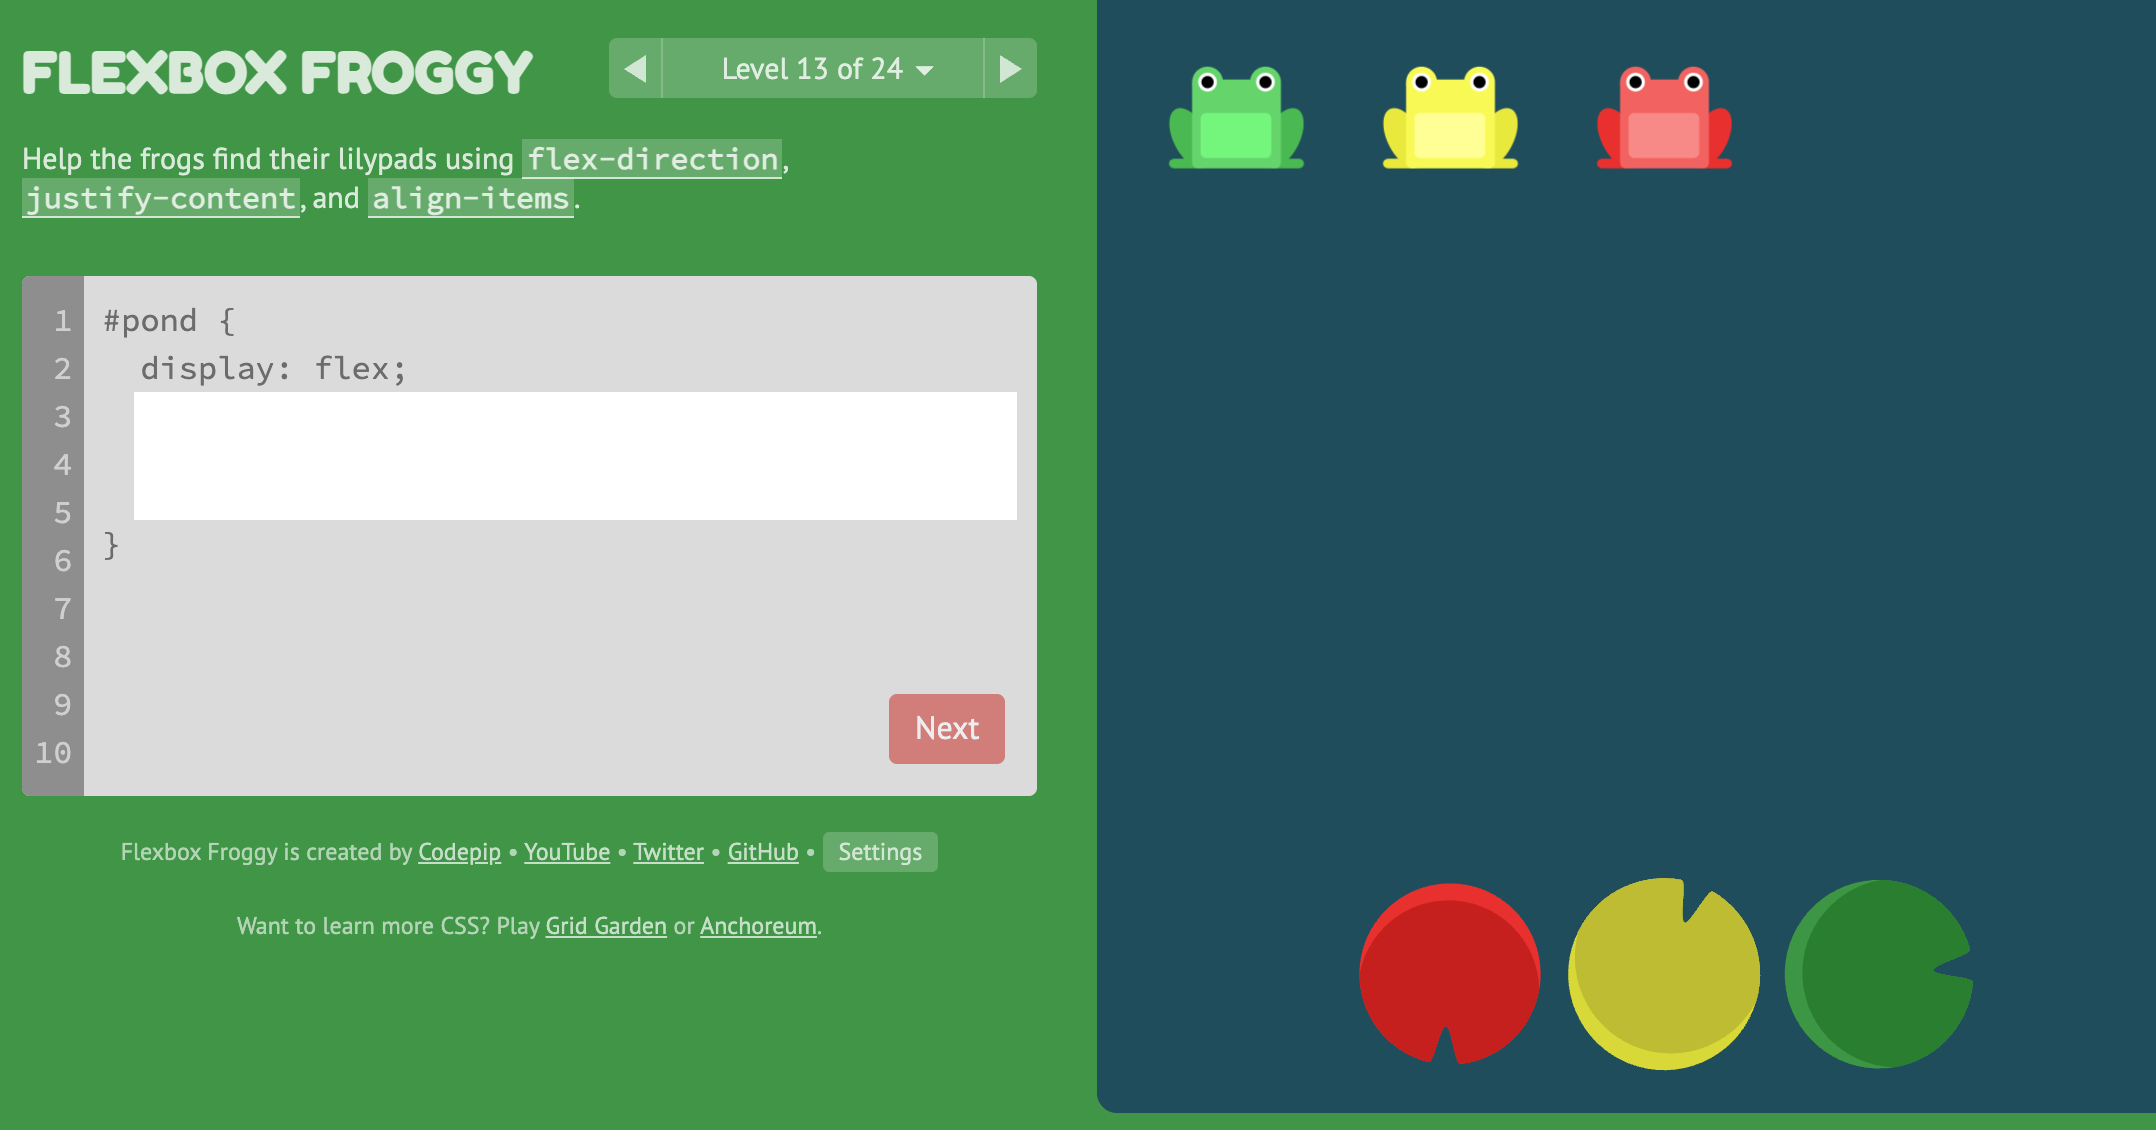 FLEXBOX FROGGY
Level 13 of 24
Help the frogs find their lilypads using flex-direction,
justify-content, and align-items.
1 #pond {
2 display: flex;
3
4
5
}
6
7
8
9
10
Next
Flexbox Froggy is created by Codepip • YouTube • Twitter • GitHub • Settings
Want to learn more CSS? Play Grid Garden or Anchoreum.